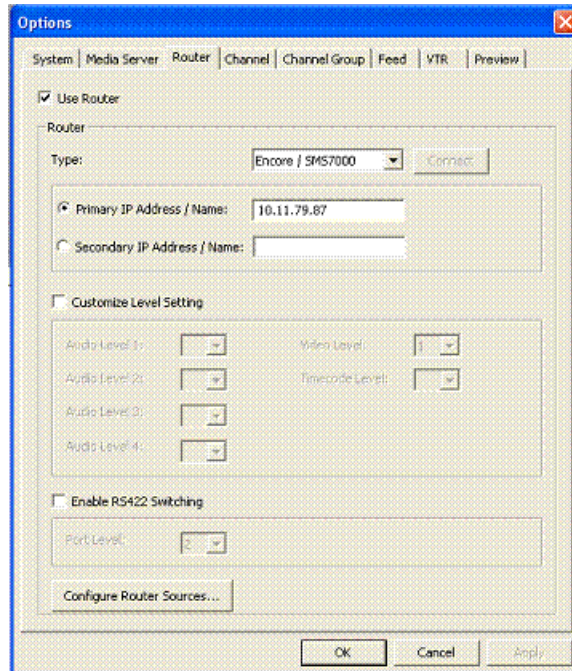 Options
System Media Server Router Channel Channel Group Feed VTR Preview
Use Router
Router
Type: Encore / SMS7000 Connect
Primary IP Address / Name: 10.11.79.87
Secondary IP Address / Name:
Customize Level Setting
Audio Level 1: Video Level 1
Audio Level 2: Timecode Level:
Audio Level 3:
Audio Level 4:
Enable RS422 Switching
Port Level: 2
Configure Router Sources...
OK Cancel Apply